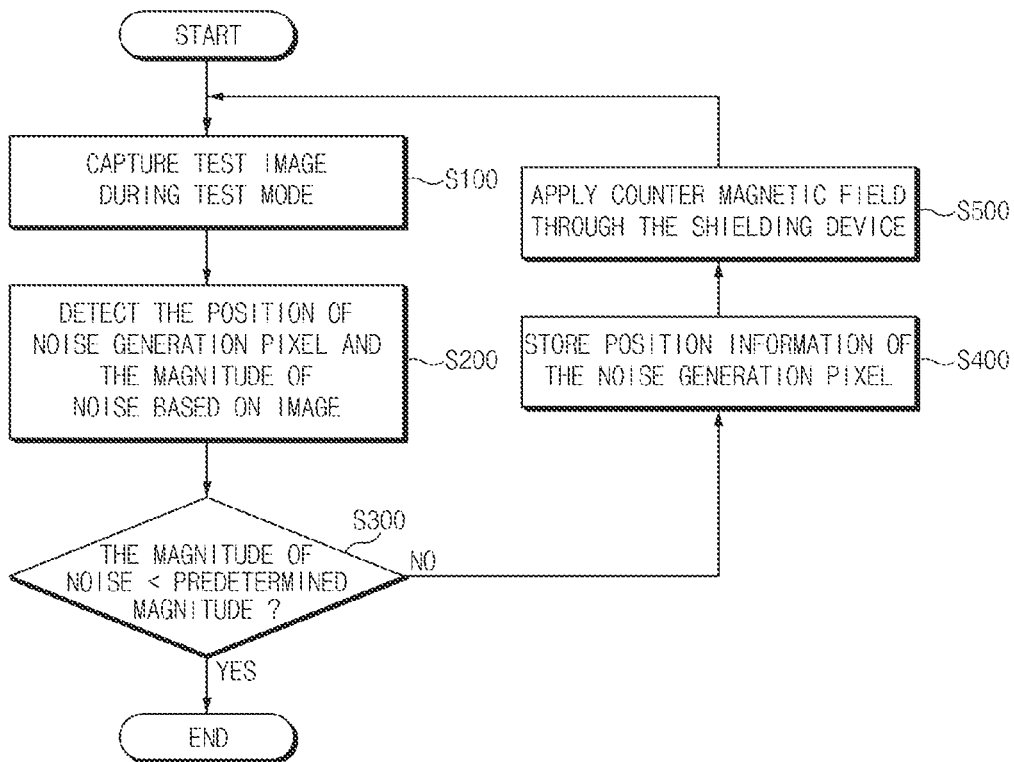 START
CAPTURE TEST IMAGE
DURING TEST MODE
S100
DETECT THE POSITION OF
NOISE GENERATION PIXEL AND
THE MAGNITUDE OF
NOISE BASED ON IMAGE
S200
S300
THE MAGNITUDE OF
NOISE < PREDETERMINED
MAGNITUDE ?
NO
YES
END
STORE POSITION INFORMATION OF
THE NOISE GENERATION PIXEL
S400
APPLY COUNTER MAGNETIC FIELD
THROUGH THE SHIELDING DEVICE
S500